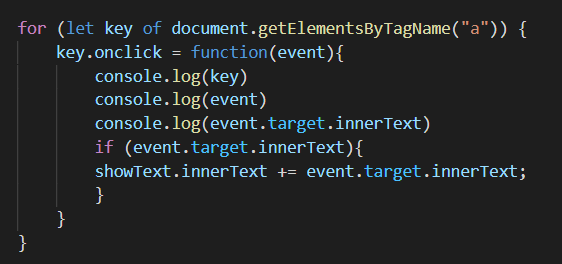 for (let key of document.getElementsByTagName("a")) {
    key.onclick = function(event){
        console.log(key)
        console.log(event)
        console.log(event.target.innerText)
        if (event.target.innerText){
        showText.innerText += event.target.innerText;
        }
    }
}